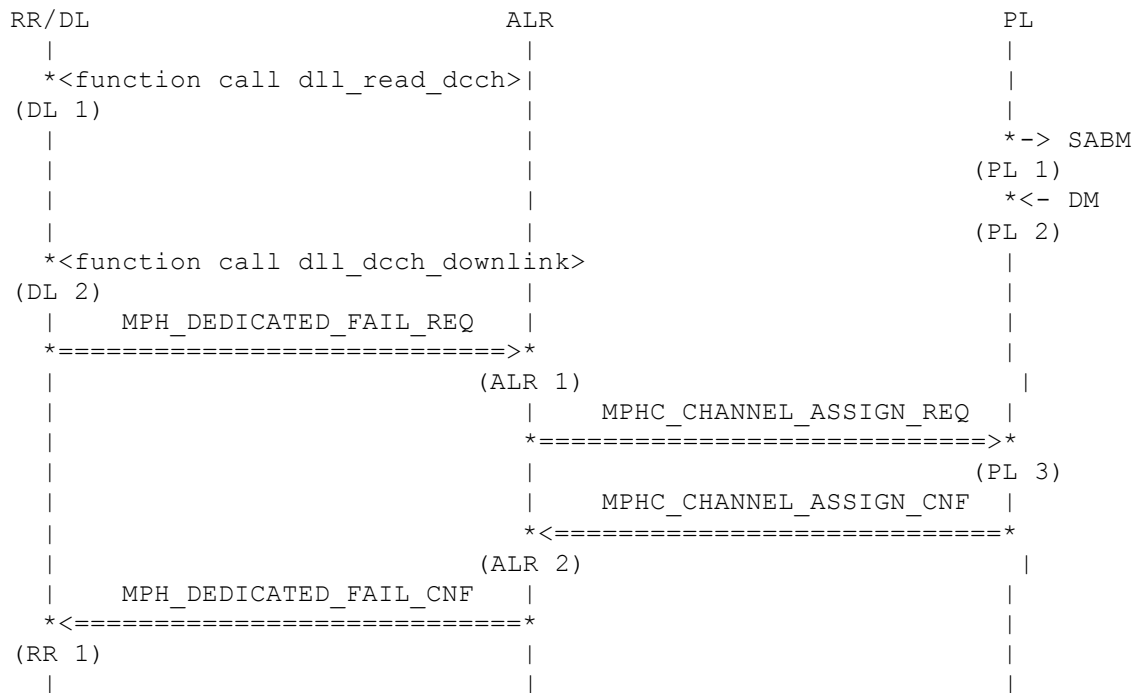 RR/DL                          ALR                           PL
  |                             |                             |
  *<function call dll_read_dcch>|                             |
(DL 1)                          |                             |
  |                             |                             *-> SABM
  |                             |                           (PL 1)
  |                             |                             *<- DM
  |                             |                           (PL 2)
  *<function call dll_dcch_downlink>                          |
(DL 2)                          |                             |
  |    MPH_DEDICATED_FAIL_REQ   |                             |
  *============================>*                             |
  |                          (ALR 1)                           |
  |                             |    MPHC_CHANNEL_ASSIGN_REQ  |
  |                             *============================>*
  |                             |                           (PL 3)
  |                             |    MPHC_CHANNEL_ASSIGN_CNF  |
  |                             *<============================*
  |                          (ALR 2)                           |
  |    MPH_DEDICATED_FAIL_CNF   |                             |
  *<============================*                             |
(RR 1)                          |                             |
  |                             |                             |